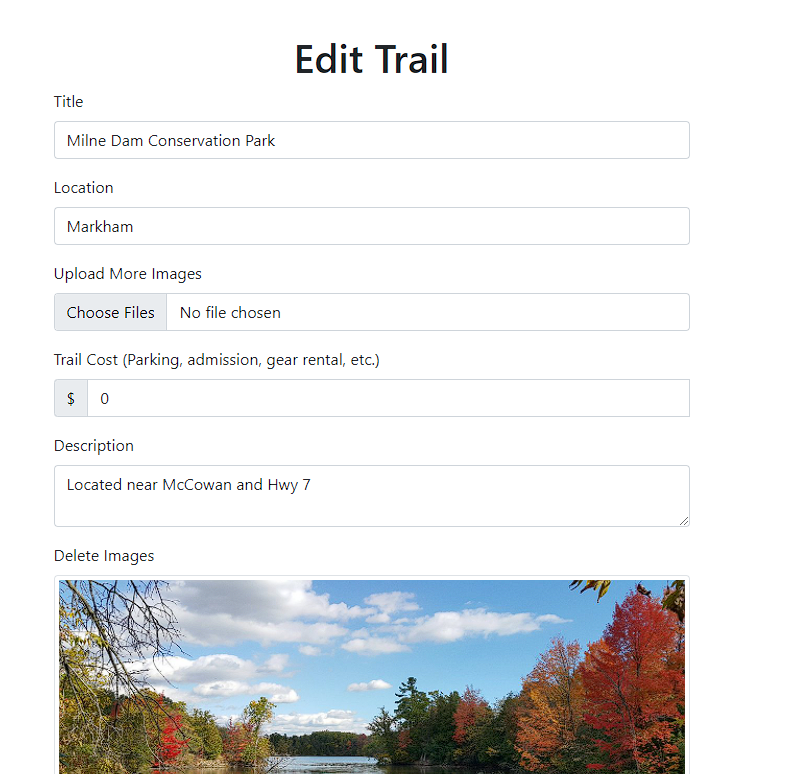 Edit Trail
Title
Milne Dam Conservation Park
Location
Markham
Upload More Images
Choose Files No file chosen
Trail Cost (Parking, admission, gear rental, etc.)
$ 0
Description
Located near McCowan and Hwy 7
Delete Images